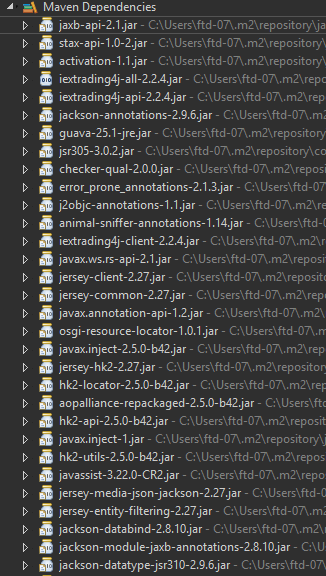 Maven Dependencies
jaxb-api-2.1.jar - C:\Users\ftd-07\.m2\repository\ja
stax-api-1.0-2.jar - C:\Users\ftd-07\.m2\repository\
activation-1.1.jar - C:\Users\ftd-07\.m2\repository\
iextrading4j-all-2.2.4.jar - C:\Users\ftd-07\.m2\rep
iextrading4j-api-2.2.4.jar - C:\Users\ftd-07\.m2\rep
jackson-annotations-2.9.6.jar - C:\Users\ftd-07\.m2
guava-25.1-jre.jar - C:\Users\ftd-07\.m2\repository\
jsr305-3.0.2.jar - C:\Users\ftd-07\.m2\repository\co
checker-qual-2.0.0.jar - C:\Users\ftd-07\.m2\reposi
error_prone_annotations-2.1.3.jar - C:\Users\ftd-07
j2objc-annotations-1.1.jar - C:\Users\ftd-07\.m2\re
animal-sniffer-annotations-1.14.jar - C:\Users\ftd-0
iextrading4j-client-2.2.4.jar - C:\Users\ftd-07\.m2\r
javax.ws.rs-api-2.1.jar - C:\Users\ftd-07\.m2\reposi
jersey-client-2.27.jar - C:\Users\ftd-07\.m2\reposito
jersey-common-2.27.jar - C:\Users\ftd-07\.m2\repo
javax.annotation-api-1.2.jar - C:\Users\ftd-07\.m2\
osgi-resource-locator-1.0.1.jar - C:\Users\ftd-07\.m
javax.inject-2.5.0-b42.jar - C:\Users\ftd-07\.m2\rep
jersey-hk2-2.27.jar - C:\Users\ftd-07\.m2\repository
hk2-locator-2.5.0-b42.jar - C:\Users\ftd-07\.m2\rep
aopalliance-repackaged-2.5.0-b42.jar - C:\Users\ftd
hk2-api-2.5.0-b42.jar - C:\Users\ftd-07\.m2\reposit
javax.inject-1.jar - C:\Users\ftd-07\.m2\repository\j
hk2-utils-2.5.0-b42.jar - C:\Users\ftd-07\.m2\repos
javassist-3.22.0-CR2.jar - C:\Users\ftd-07\.m2\repo
jersey-media-json-jackson-2.27.jar - C:\Users\ftd-0
jersey-entity-filtering-2.27.jar - C:\Users\ftd-07\.m
jackson-databind-2.8.10.jar - C:\Users\ftd-07\.m2\
jackson-module-jaxb-annotations-2.8.10.jar - C:\Us
jackson-datatype-jsr310-2.9.6.jar - C:\Users\ftd-07